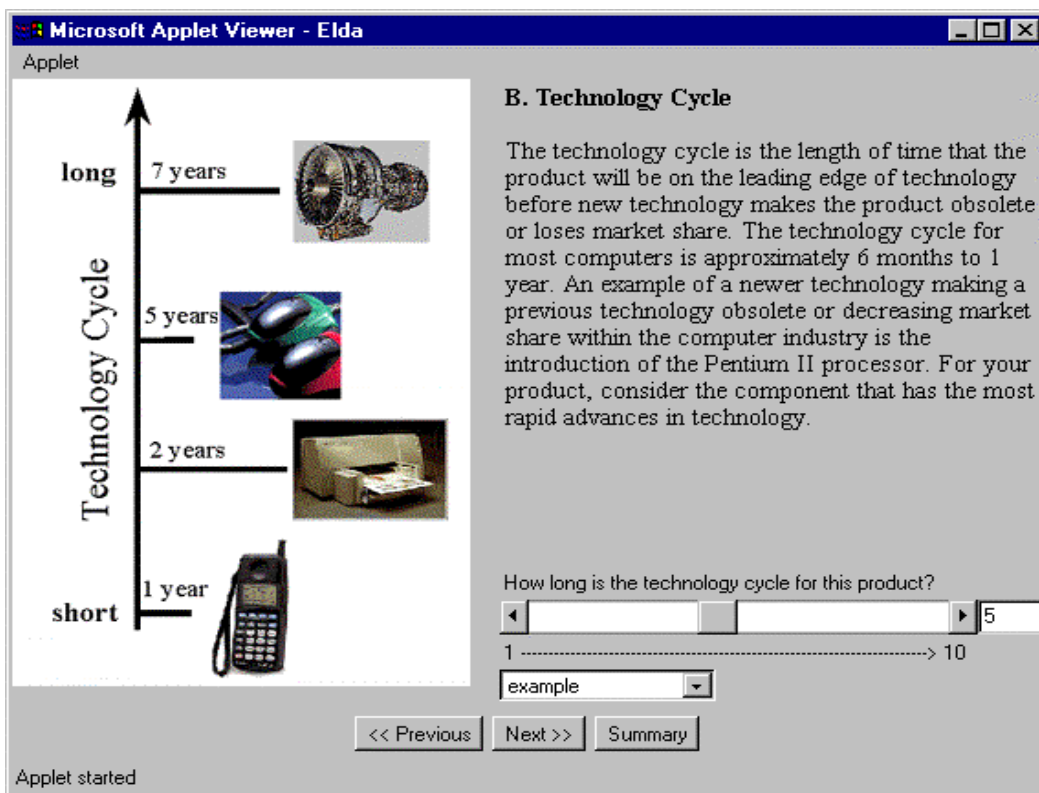 Microsoft Applet Viewer - Elda
Applet
long
7 years
5 years
Technology Cycle
2 years
1 year
short
B. Technology Cycle
The technology cycle is the length of time that the
product will be on the leading edge of technology
before new technology makes the product obsolete
or loses market share. The technology cycle for
most computers is approximately 6 months to 1
year. An example of a newer technology making a
previous technology obsolete or decreasing market
share within the computer industry is the
introduction of the Pentium II processor. For your
product, consider the component that has the most
rapid advances in technology.
How long is the technology cycle for this product?
5
1 ---------------------------------------------------------------------> 10
example
<< Previous
Next >>
Summary
Applet started